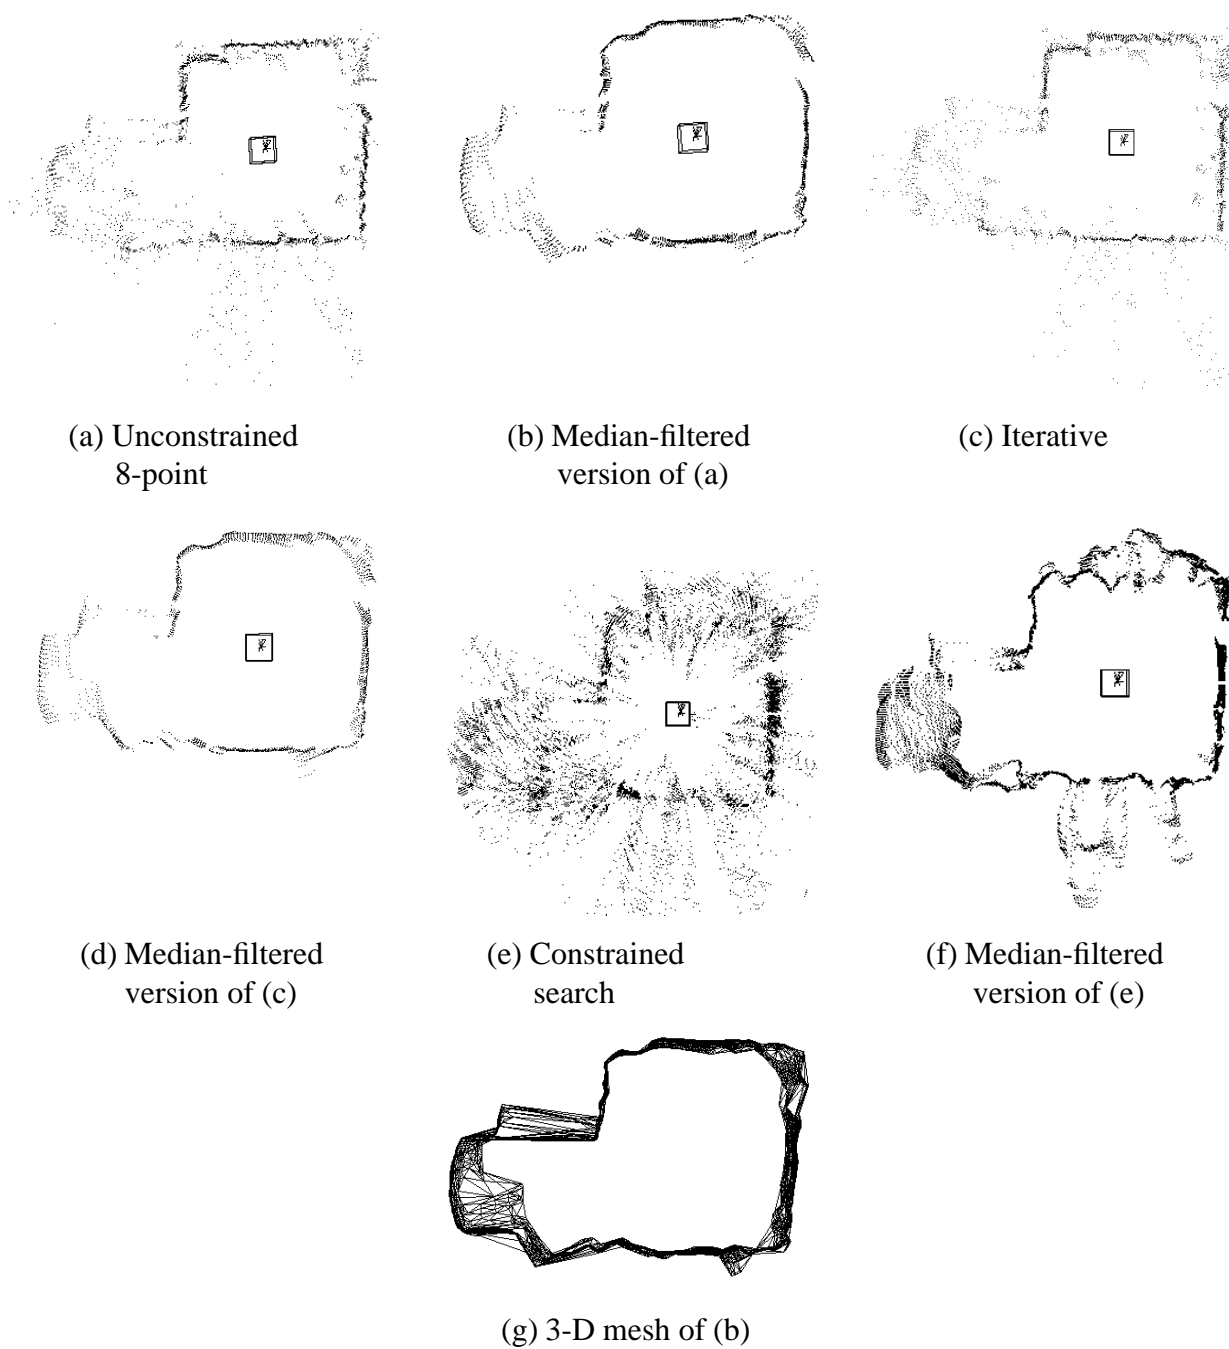 (a) Unconstrained
8-point
(b) Median-filtered
version of (a)
(c) Iterative
(d) Median-filtered
version of (c)
(e) Constrained
search
(f) Median-filtered
version of (e)
(g) 3-D mesh of (b)